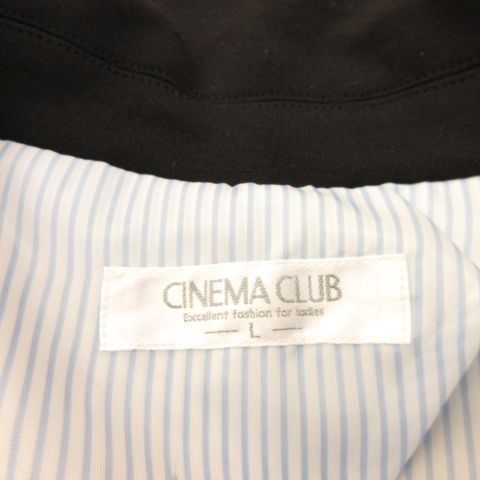 CINEMA CLUB
Excellent fashion for ladies
L